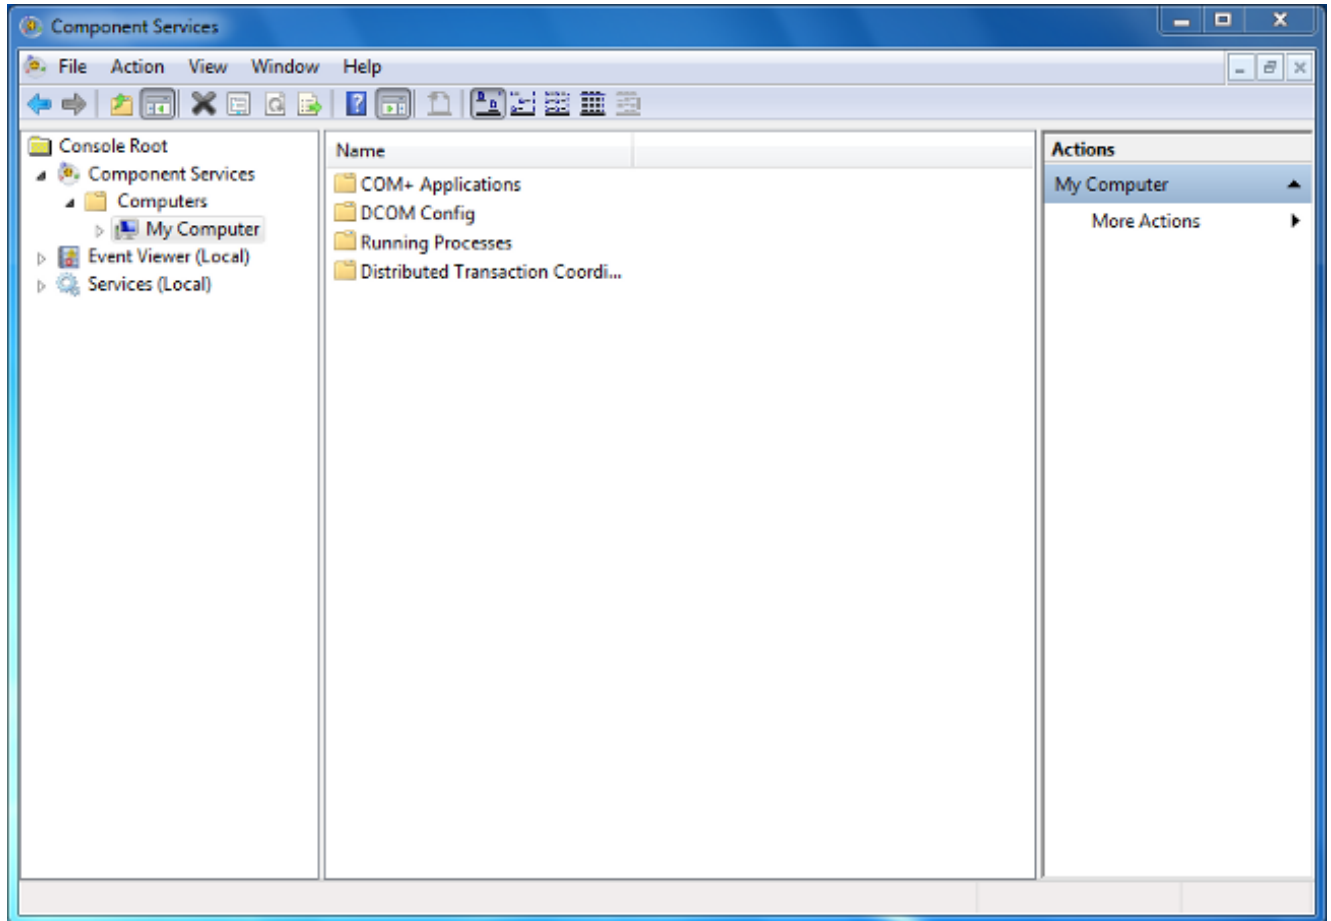 Component Services
File Action View Window Help
Console Root
Component Services
Computers
My Computer
Event Viewer (Local)
Services (Local)
Name
COM+ Applications
DCOM Config
Running Processes
Distributed Transaction Coordi...
Actions
My Computer
More Actions